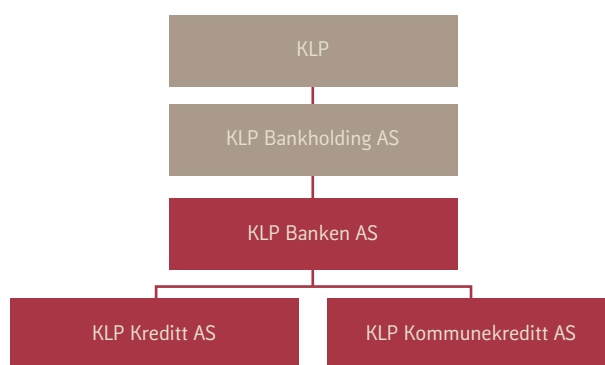 KLP
KLP Bankholding AS
KLP Banken AS
KLP Kreditt AS
KLP Kommunekreditt AS